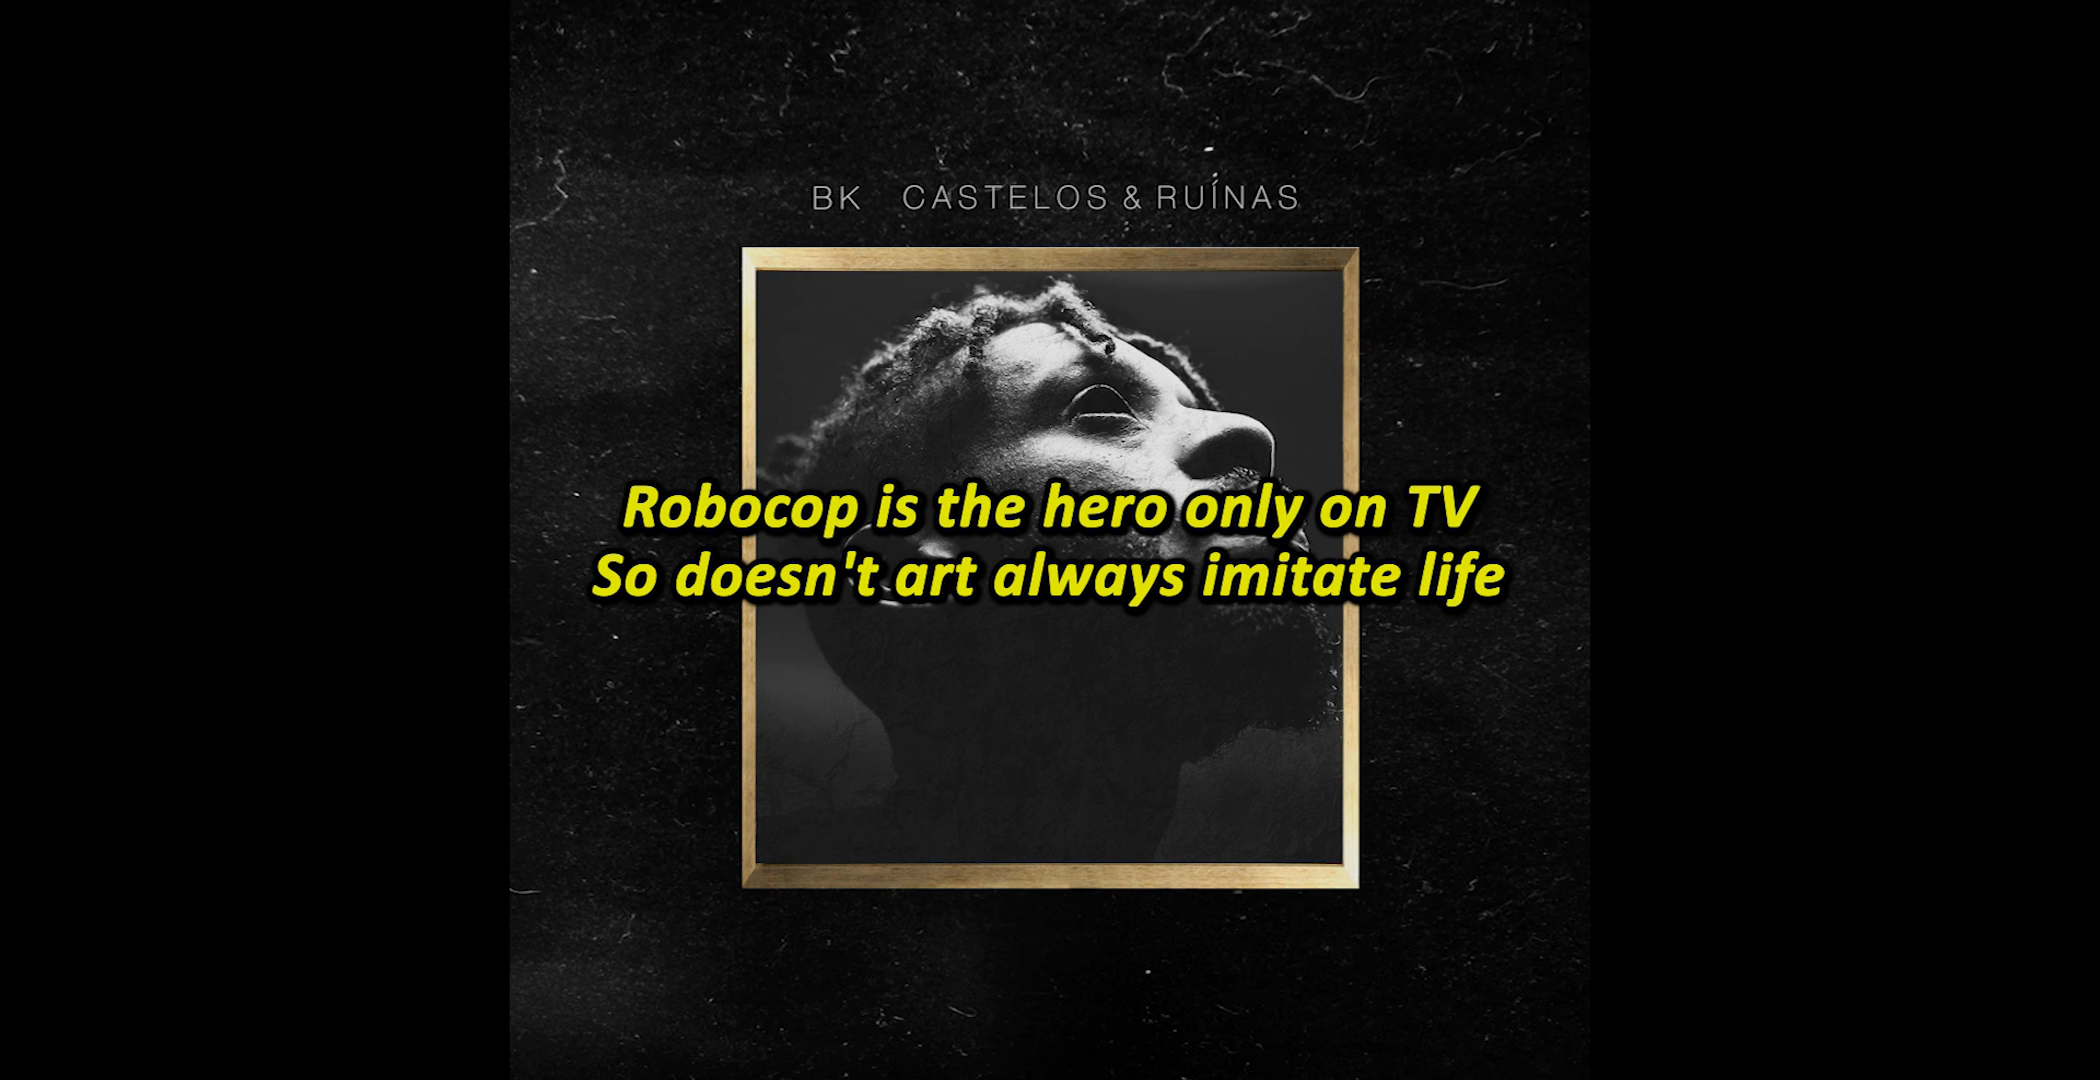 BK CASTELOS & RUÍNAS
Robocop is the hero only on TV
So doesn't art always imitate life